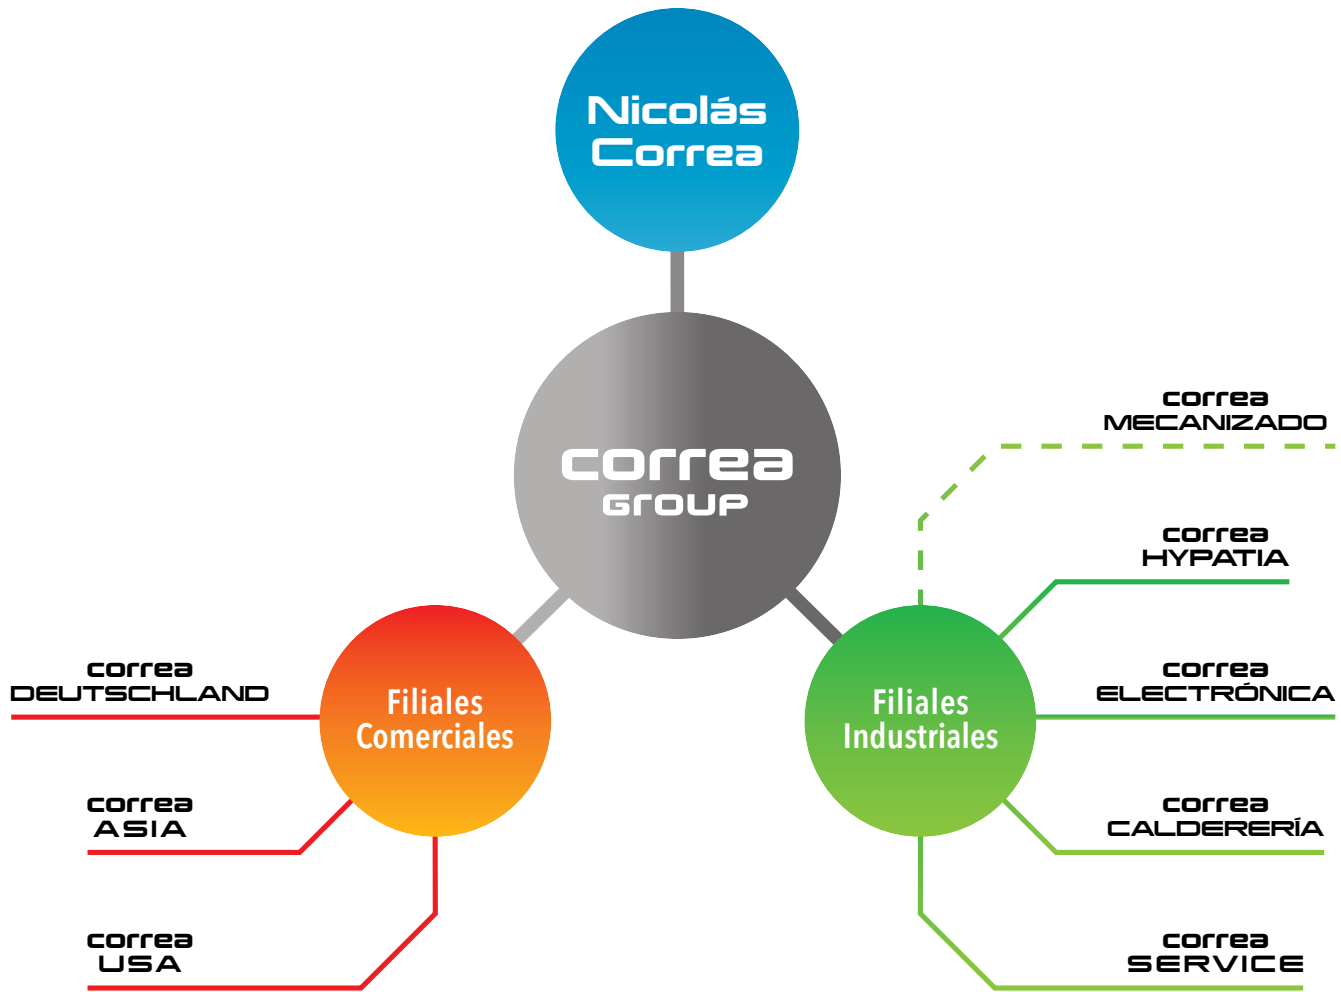 Nicolás
Correa
correa
GROUP
correa
MECANIZADO
correa
HYPATIA
correa
DEUTSCHLAND
Filiales
Comerciales
Filiales
Industriales
correa
ELECTRÓNICA
correa
ASIA
correa
CALDERERÍA
correa
USA
correa
SERVICE